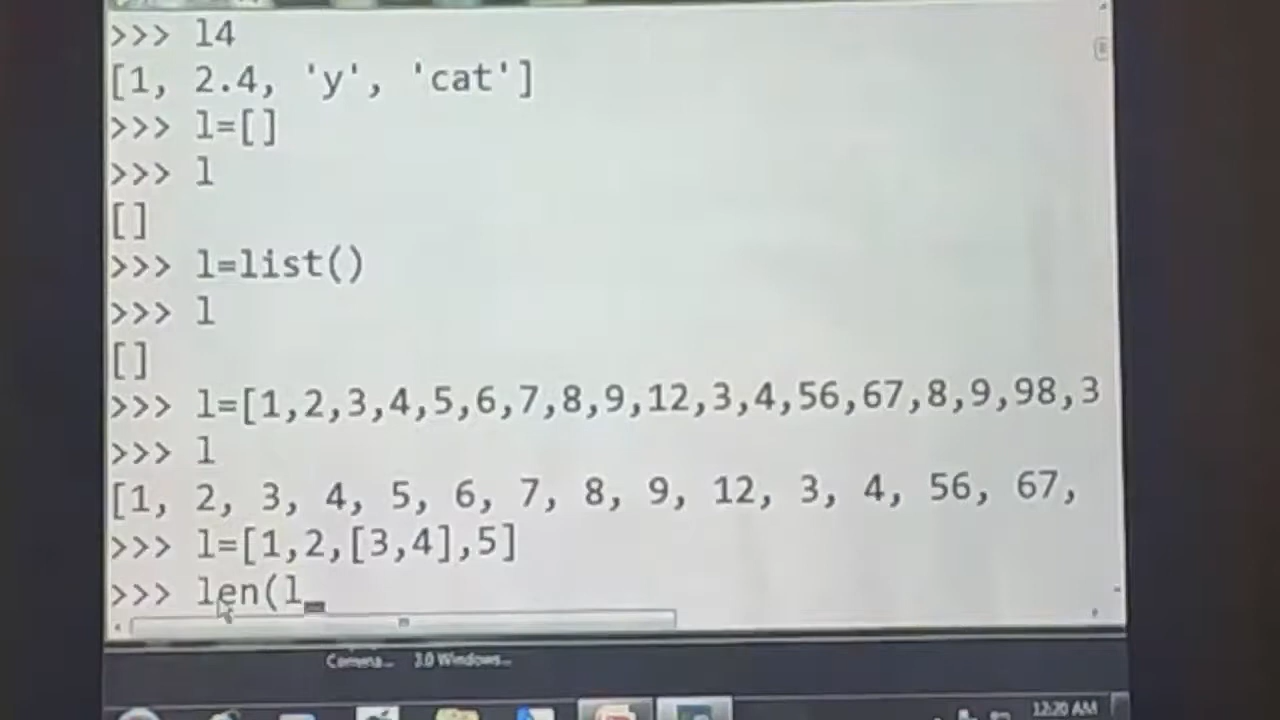 >>> l4
[1, 2.4, 'y', 'cat']
>>> l=[]
>>> l
[]
>>> l=list()
>>> l
[]
>>> l=[1,2,3,4,5,6,7,8,9,12,3,4,56,67,8,9,98,3
>>> l
[1, 2, 3, 4, 5, 6, 7, 8, 9, 12, 3, 4, 56, 67,
>>> l=[1,2,[3,4],5]
>>> len(l_
3.0 Windows...
12:20 AM